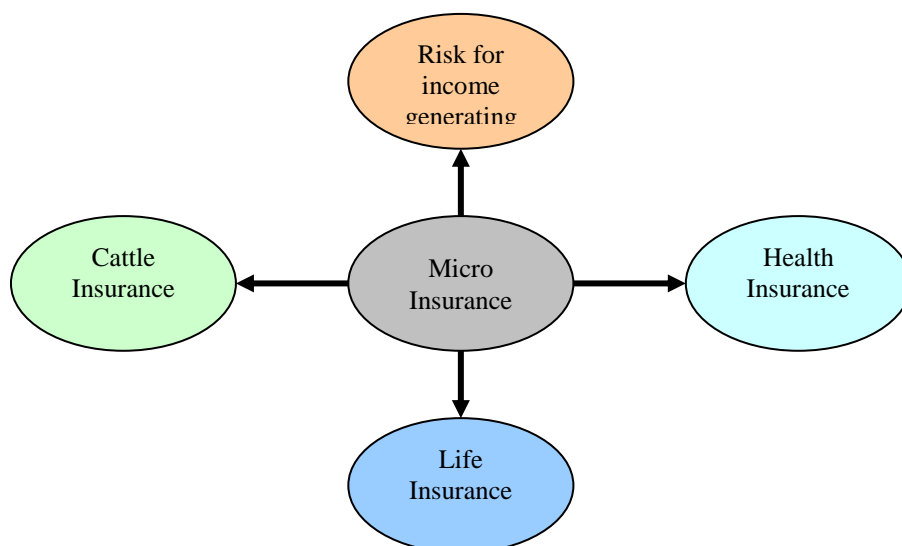 Risk for
income
generating
Cattle
Insurance
Micro
Insurance
Health
Insurance
Life
Insurance